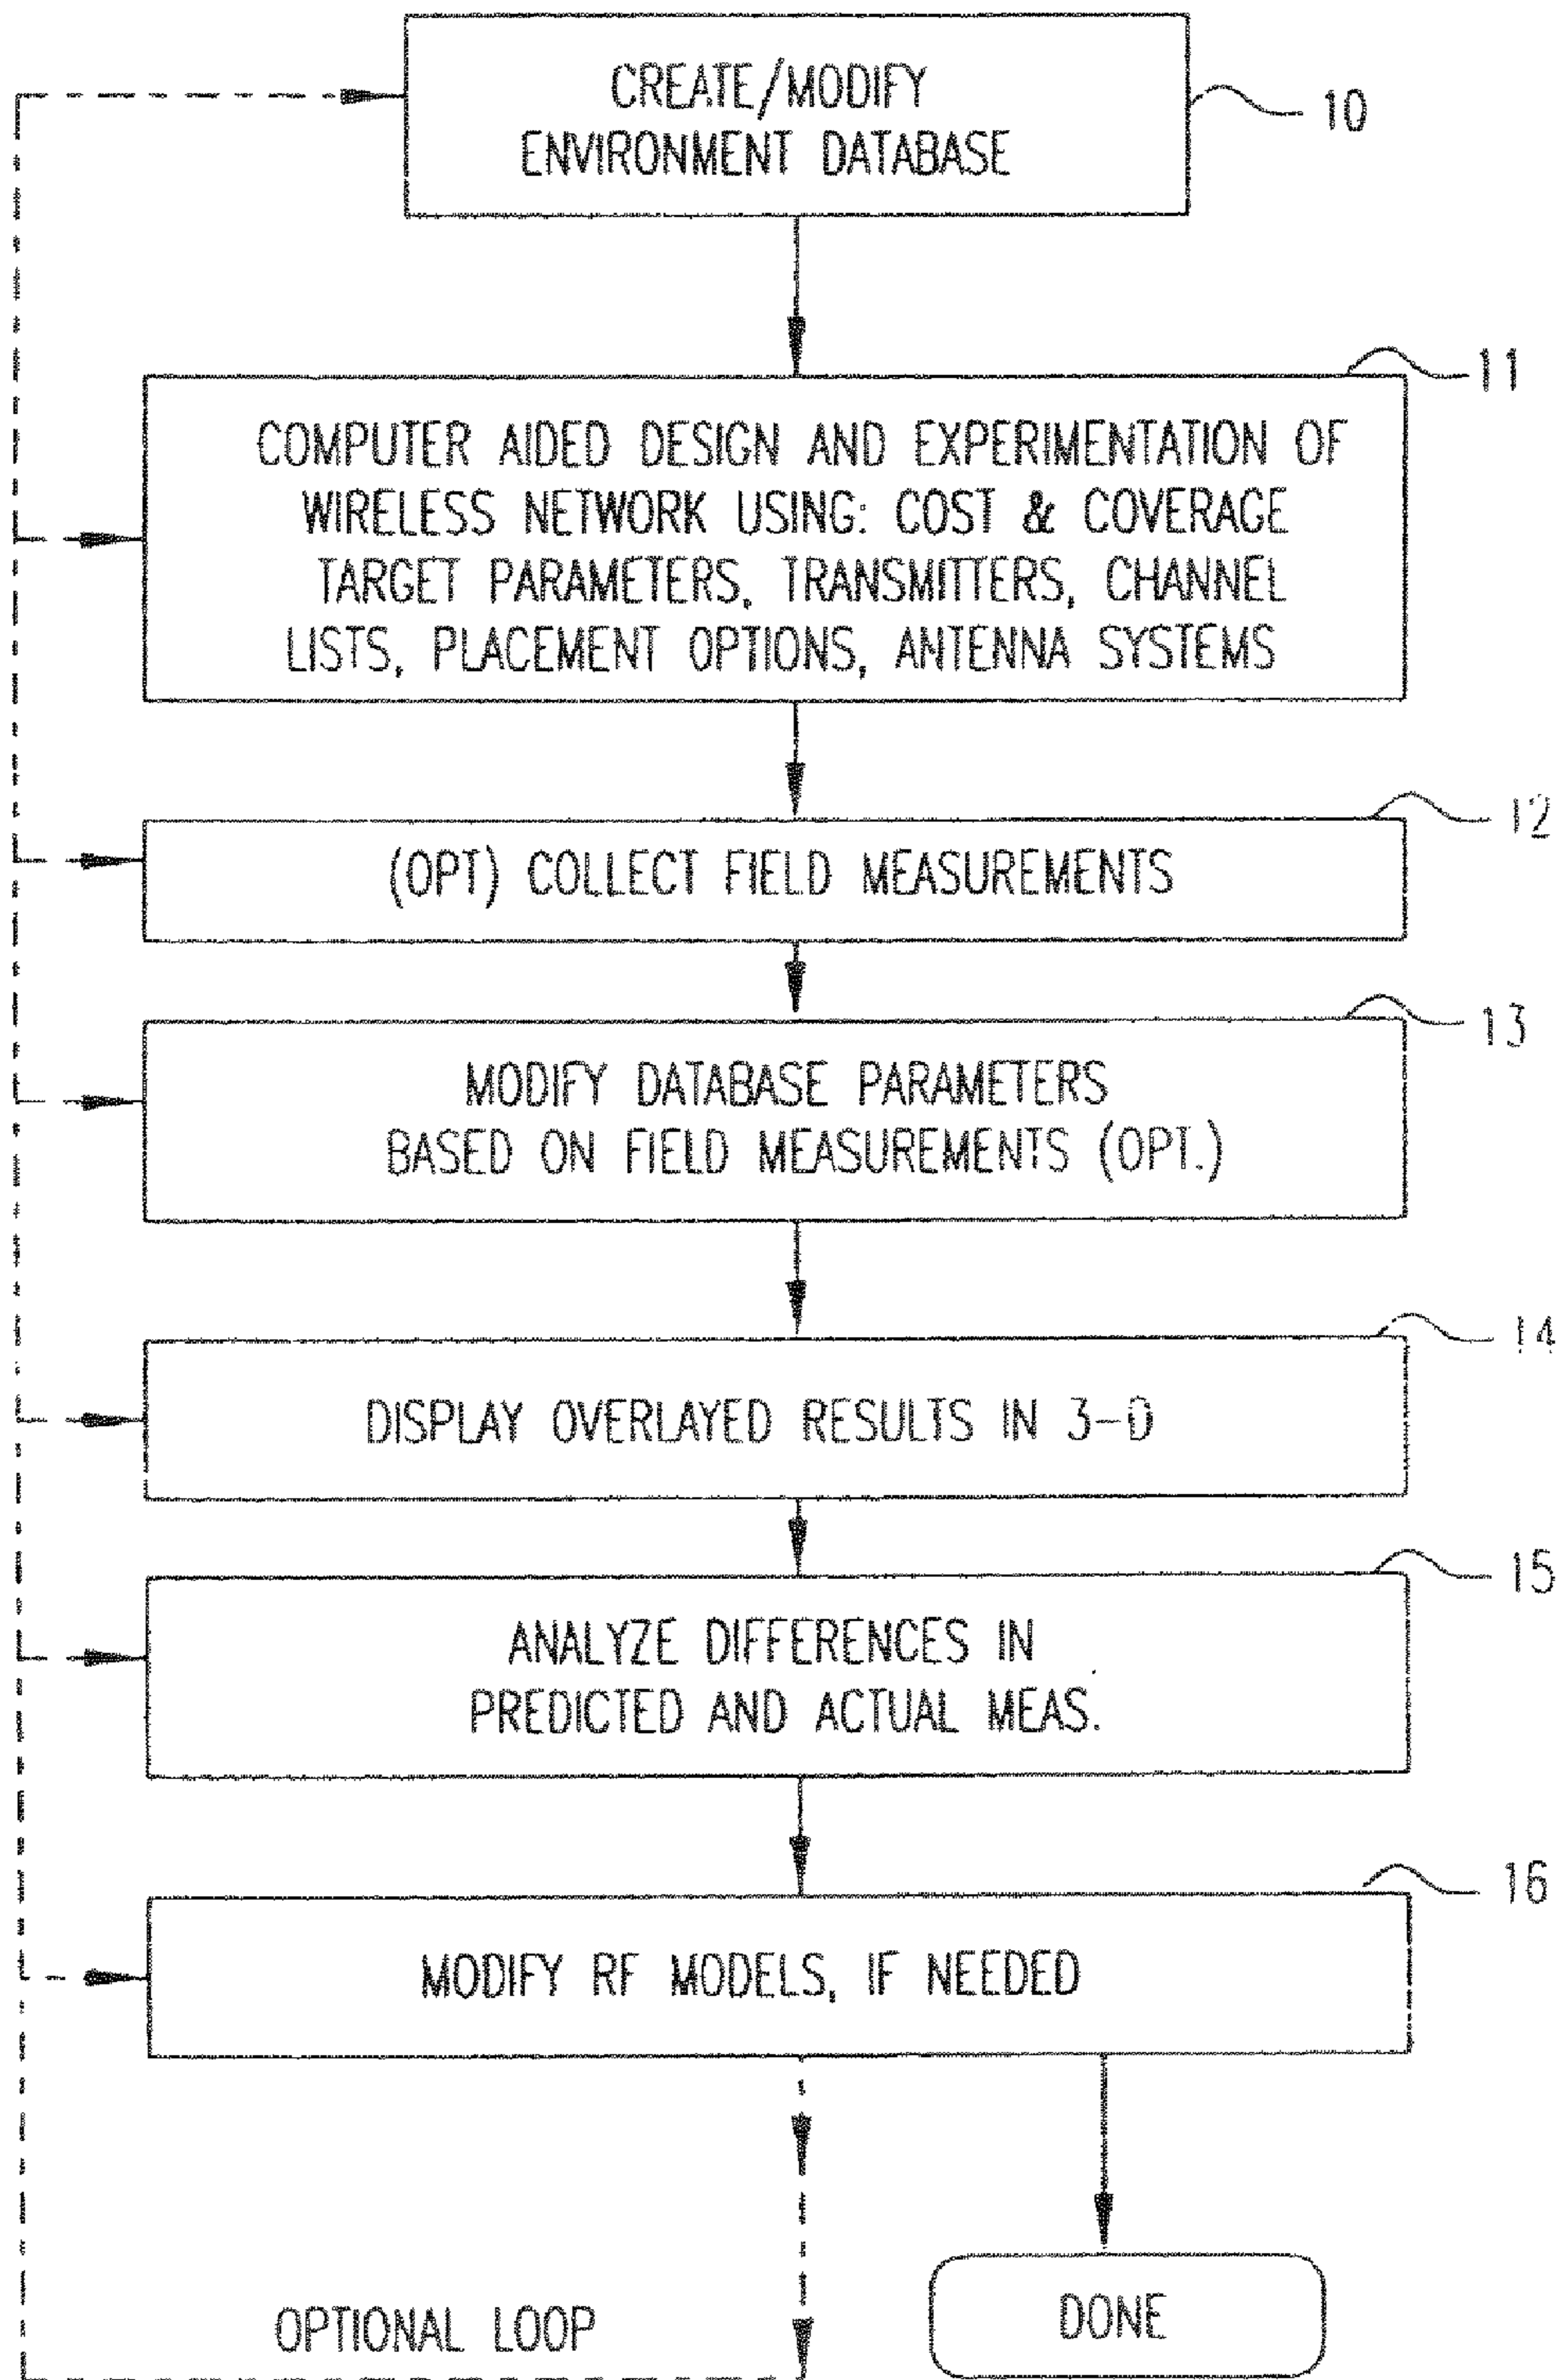 CREATE/MODIFY
ENVIRONMENT DATABASE
10
11
COMPUTER AIDED DESIGN AND EXPERIMENTATION OF
WIRELESS NETWORK USING: COST & COVERAGE
TARGET PARAMETERS, TRANSMITTERS, CHANNEL
LISTS, PLACEMENT OPTIONS, ANTENNA SYSTEMS
12
(OPT) COLLECT FIELD MEASUREMENTS
13
MODIFY DATABASE PARAMETERS
BASED ON FIELD MEASUREMENTS (OPT.)
14
DISPLAY OVERLAYED RESULTS IN 3-D
15
ANALYZE DIFFERENCES IN
PREDICTED AND ACTUAL MEAS.
16
MODIFY RF MODELS, IF NEEDED
OPTIONAL LOOP
DONE